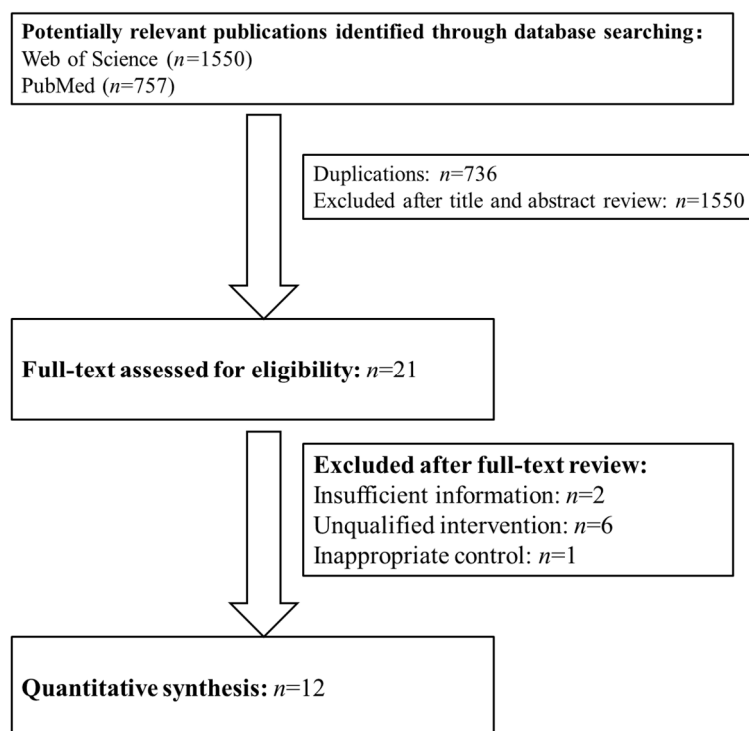 Potentially relevant publications identified through database searching:
Web of Science (n=1550)
PubMed (n=757)
Duplications: n=736
Excluded after title and abstract review: n=1550
Full-text assessed for eligibility: n=21
Excluded after full-text review:
Insufficient information: n=2
Unqualified intervention: n=6
Inappropriate control: n=1
Quantitative synthesis: n=12